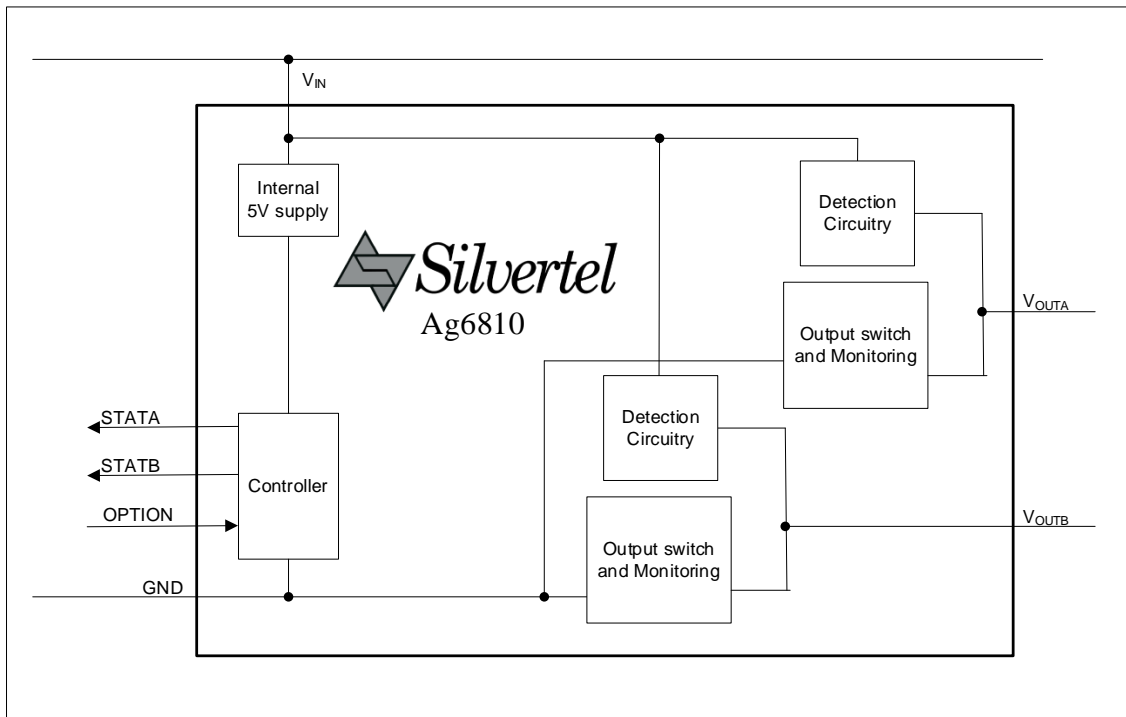 VIN
Internal
5V supply
Detection
Circuitry
Silvertel
Ag6810
VOUTA
Output switch
and Monitoring
STATA
Detection
Circuitry
STATB
Controller
OPTION
VOUTB
Output switch
and Monitoring
GND